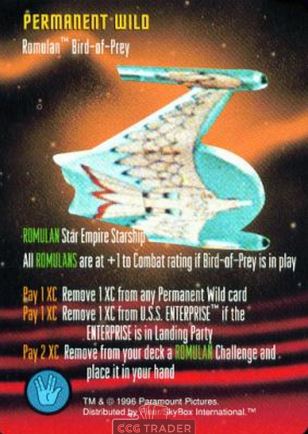 PERMANENT WILD
Romulan™ Bird-of-Prey
ROMULAN Star Empire Starship
All ROMULANS are at +1 to Combat rating if Bird-of-Prey is in play
Pay 1 XC Remove 1 XC from any Permanent Wild card
Pay 1 XC Remove 1 XC from U.S.S. ENTERPRISE™ if the
ENTERPRISE is in Landing Party
Pay 2 XC Remove from your deck a ROMULAN Challenge and
place it in your hand
TM & © 1996 Paramount Pictures.
Distributed by SkyBox International.™
CCG TRADER